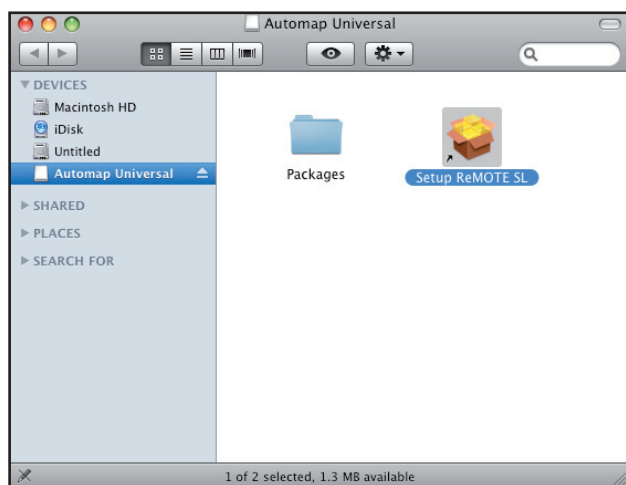 Automap Universal
DEVICES
Macintosh HD
iDisk
Untitled
Automap Universal
SHARED
PLACES
SEARCH FOR
Packages
Setup ReMOTE SL
1 of 2 selected, 1.3 MB available